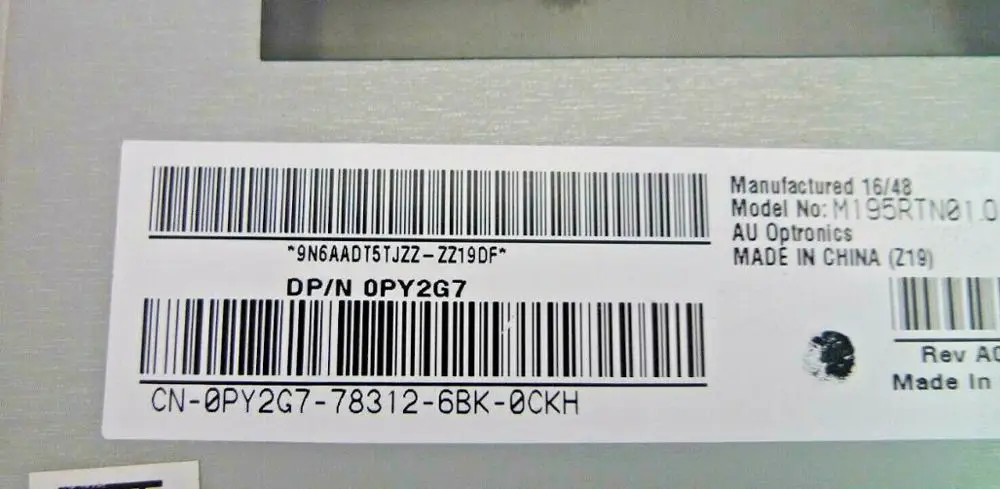 *9N6AADT5TJZZ-ZZ19DF*
DP/N 0PY2G7
CN-0PY2G7-78312-6BK-0CKH
Manufactured 16/48
Model No: M195RTN01.0
AU Optronics
MADE IN CHINA (Z19)
Rev A0
Made In